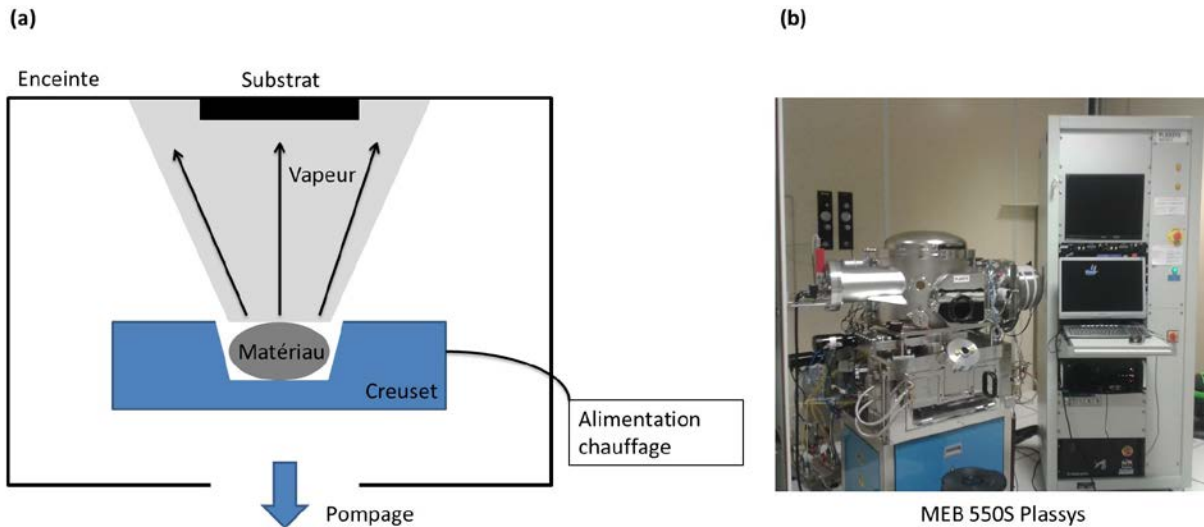 (a)
(b)
Enceinte
Substrat
Vapeur
Matériau
Creuset
Alimentation
chauffage
Pompage
MEB 550S Plassys